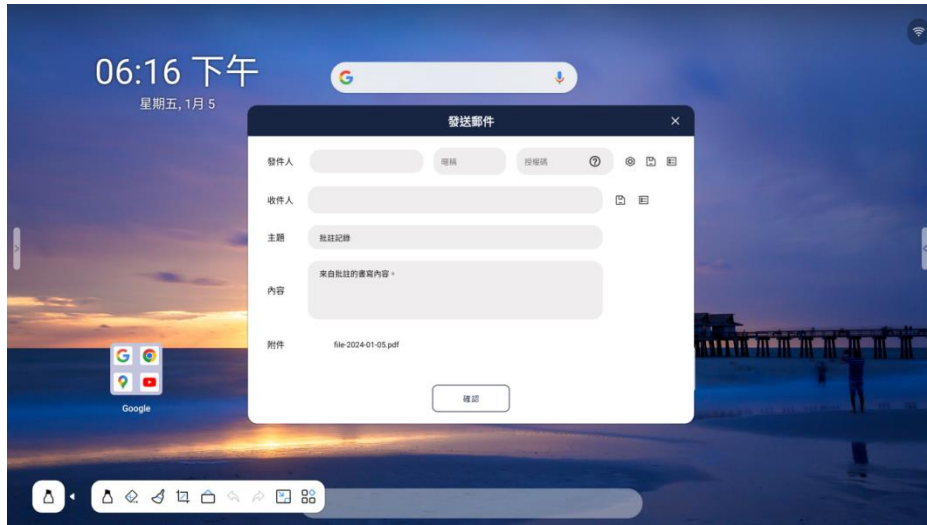 06:16 下午
星期五, 1月 5
發送郵件
發件人
暱稱
授權碼
收件人
主題
批註記錄
內容
來自批註的書寫內容。
附件
file-2024-01-05.pdf
確認
Google